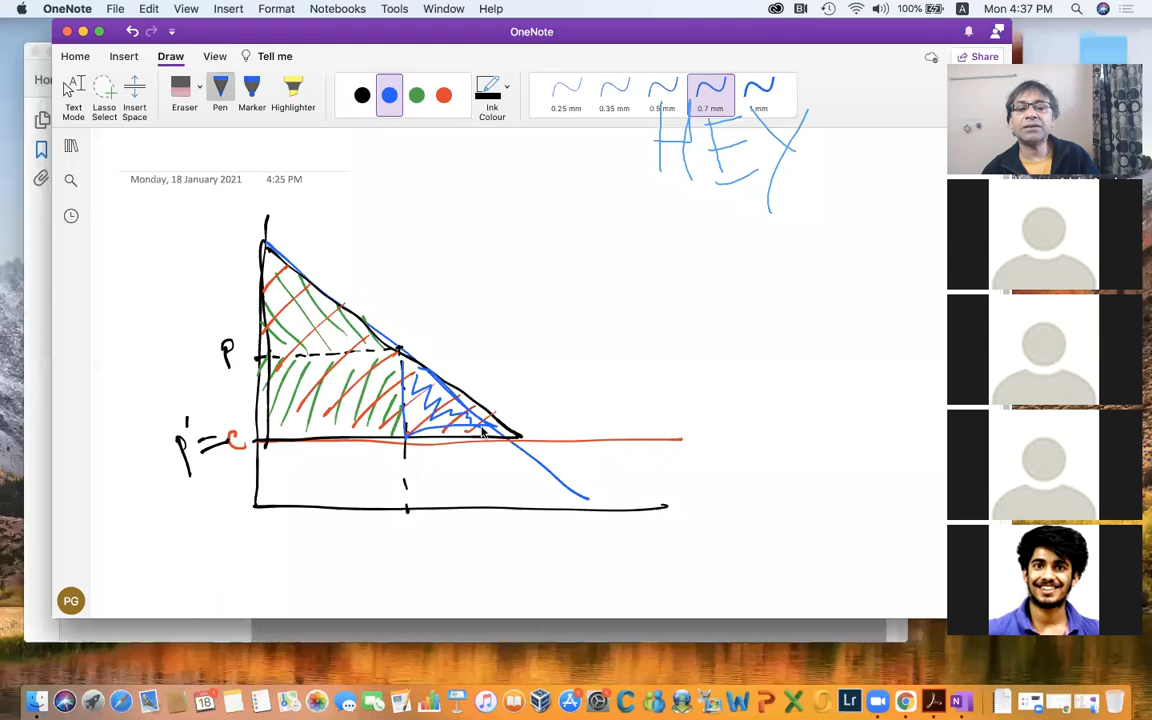 OneNote File Edit View Insert Format Notebooks Tools Window Help 100% A Mon 4:37 PM
OneNote
Home Insert Draw View Tell me Share
Text Mode Lasso Select Insert Space Eraser Pen Marker Highlighter Ink Colour 0.25 mm 0.35 mm 0.5 mm 0.7 mm mm
HEY
Monday, 18 January 2021 4:25 PM
P
P' = C
PG
18